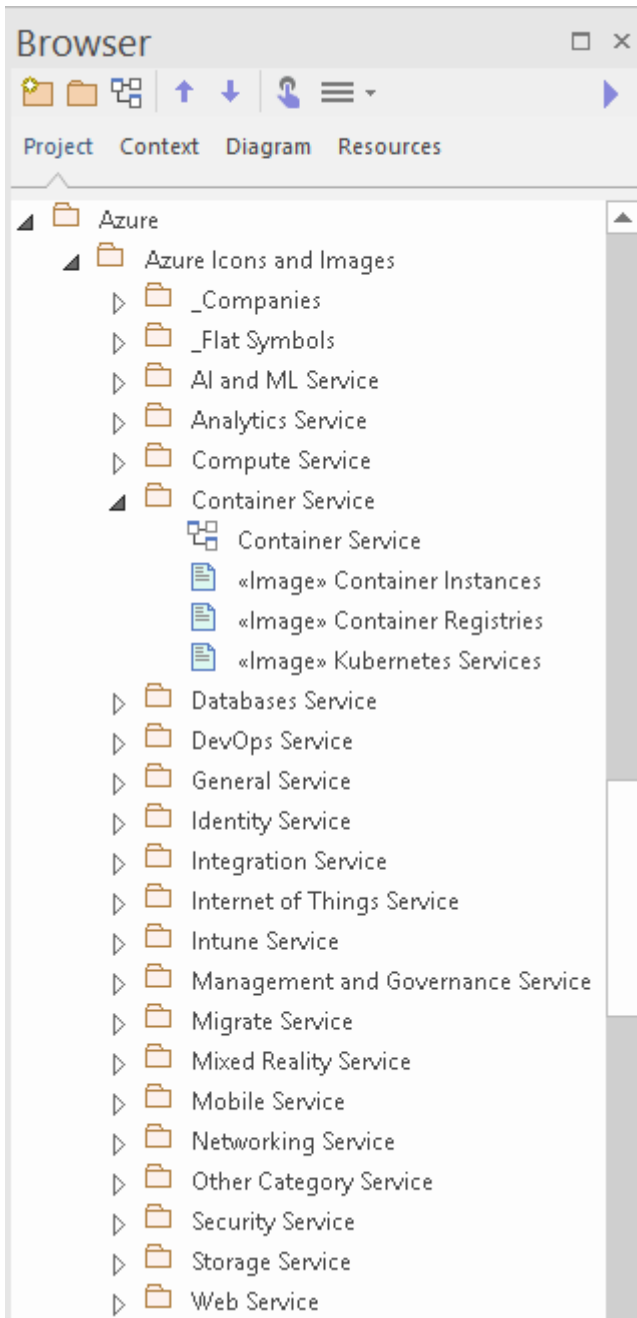 Browser
Project Context Diagram Resources
Azure
Azure Icons and Images
_Companies
_Flat Symbols
AI and ML Service
Analytics Service
Compute Service
Container Service
Container Service
«Image» Container Instances
«Image» Container Registries
«Image» Kubernetes Services
Databases Service
DevOps Service
General Service
Identity Service
Integration Service
Internet of Things Service
Intune Service
Management and Governance Service
Migrate Service
Mixed Reality Service
Mobile Service
Networking Service
Other Category Service
Security Service
Storage Service
Web Service